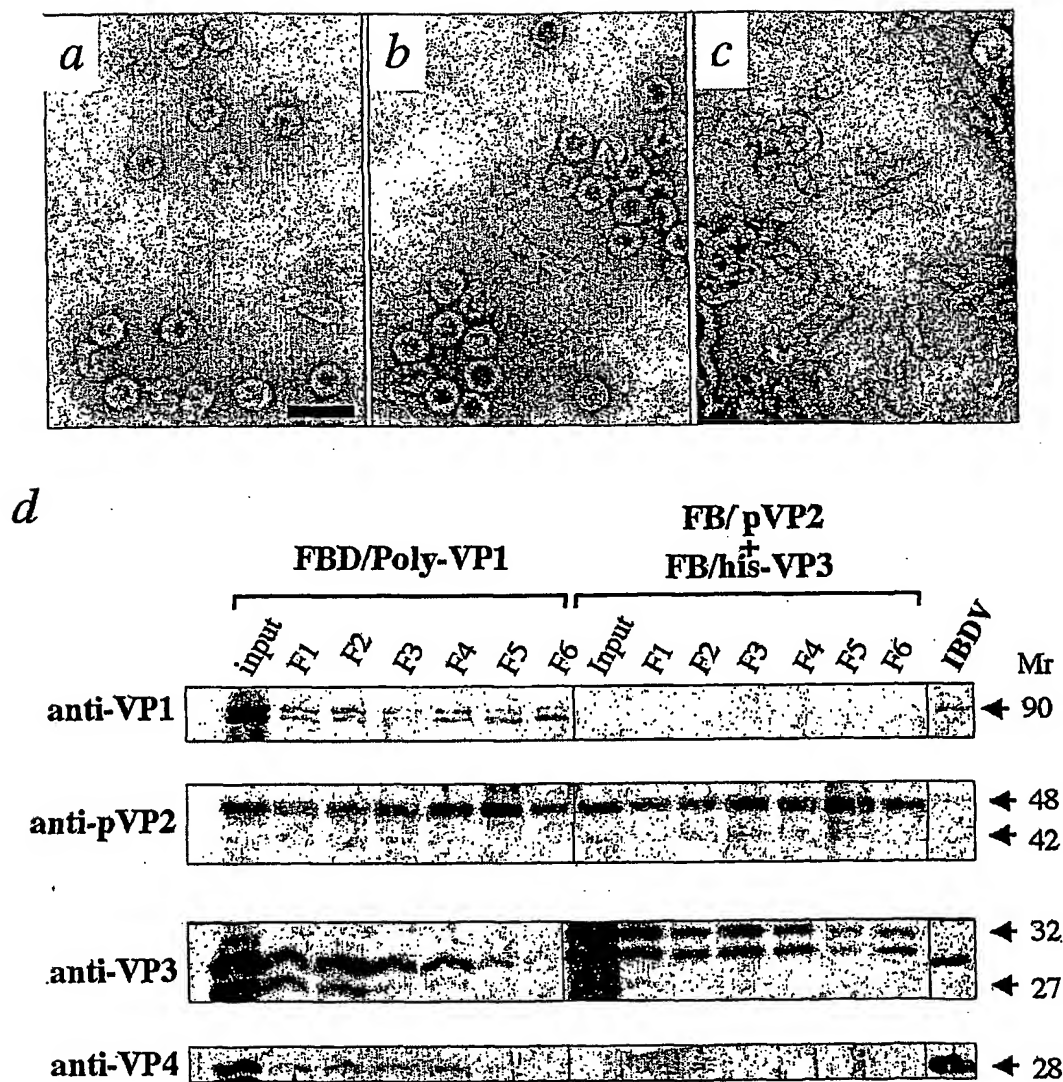 a b c
d
FBD/Poly-VP1
FB/pVP2
+
FB/his-VP3
input F1 F2 F3 F4 F5 F6 Input F1 F2 F3 F4 F5 F6 IBDV Mr
anti-VP1 90
anti-pVP2 48
42
anti-VP3 32
27
anti-VP4 28